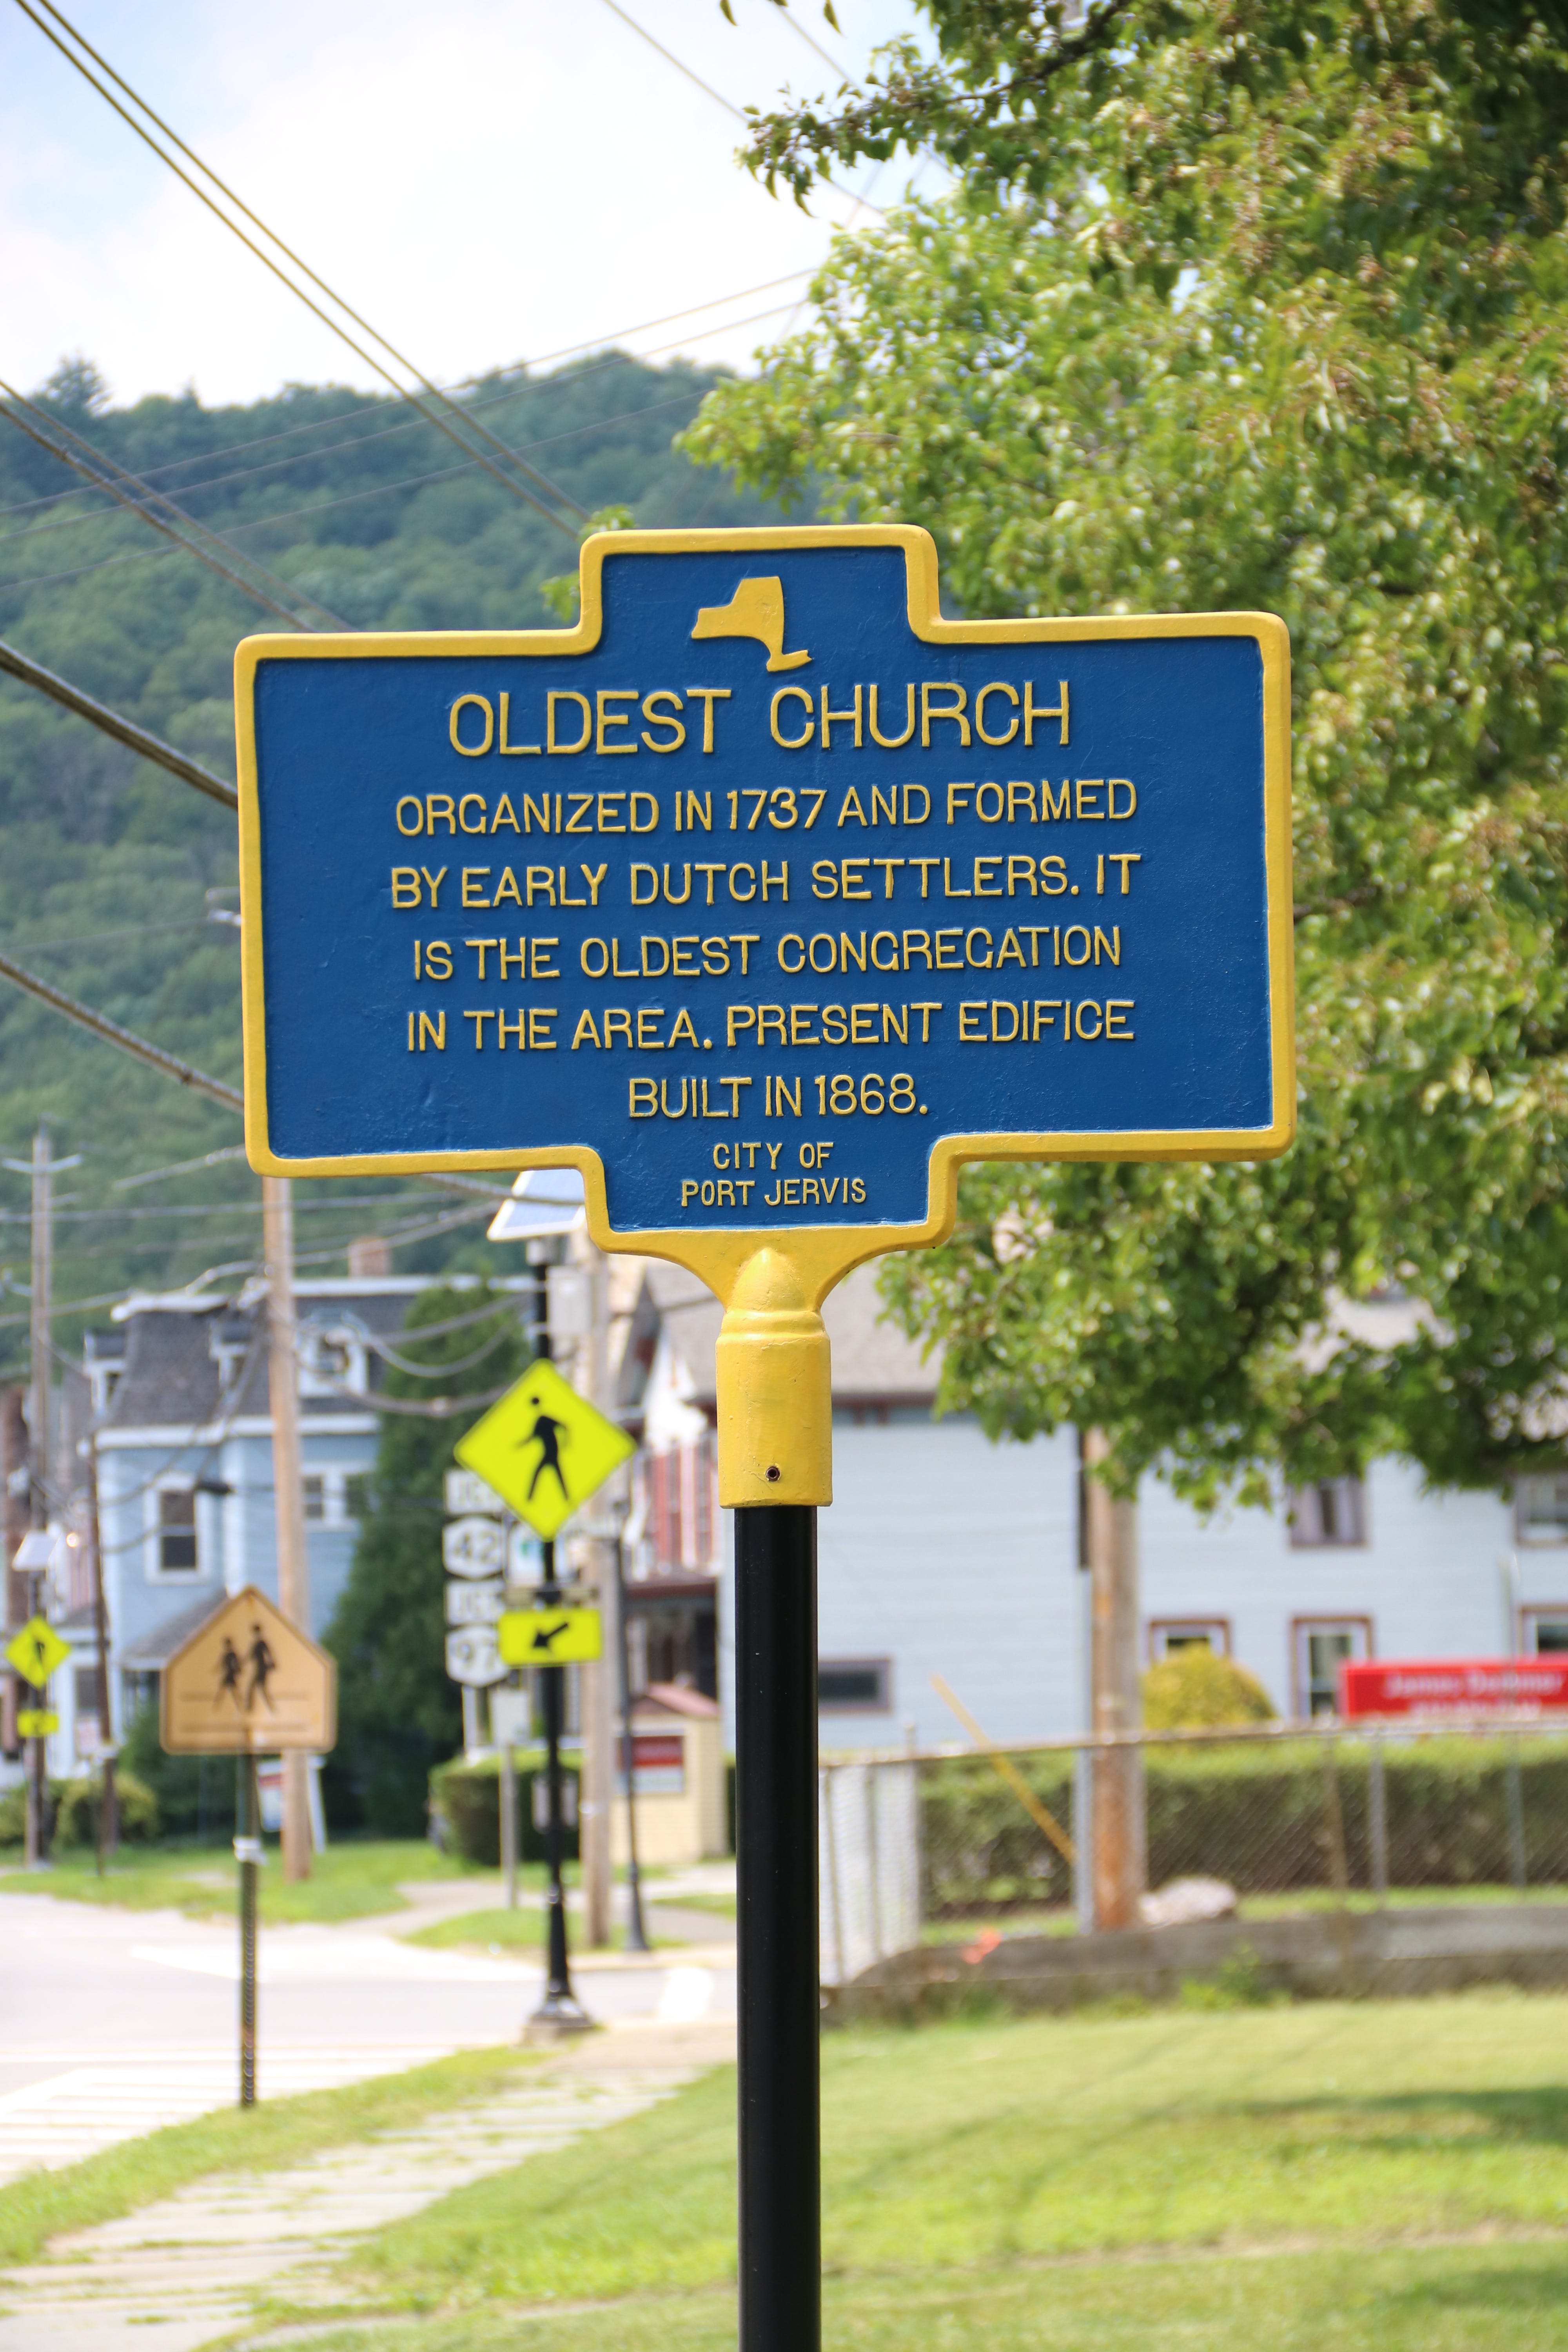 OLDEST CHURCH
ORGANIZED IN 1737 AND FORMED
BY EARLY DUTCH SETTLERS. IT
IS THE OLDEST CONGREGATION
IN THE AREA. PRESENT EDIFICE
BUILT IN 1868.
CITY OF
PORT JERVIS
42
97